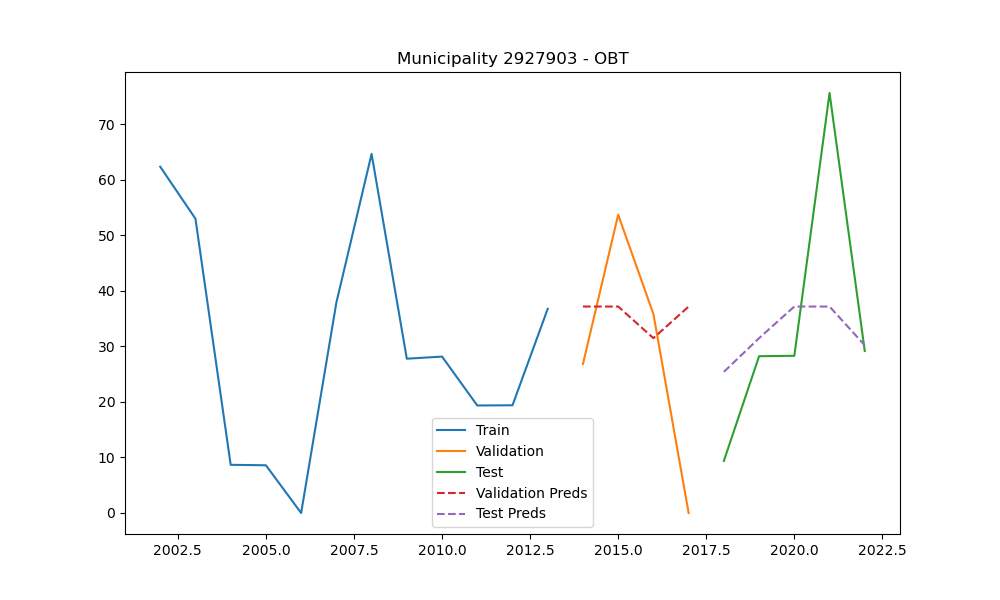 Municipality 2927903 - OBT
70
60
50
40
30
20
10
0
Train
Validation
Test
Validation Preds
Test Preds
2002.5 2005.0 2007.5 2010.0 2012.5 2015.0 2017.5 2020.0 2022.5